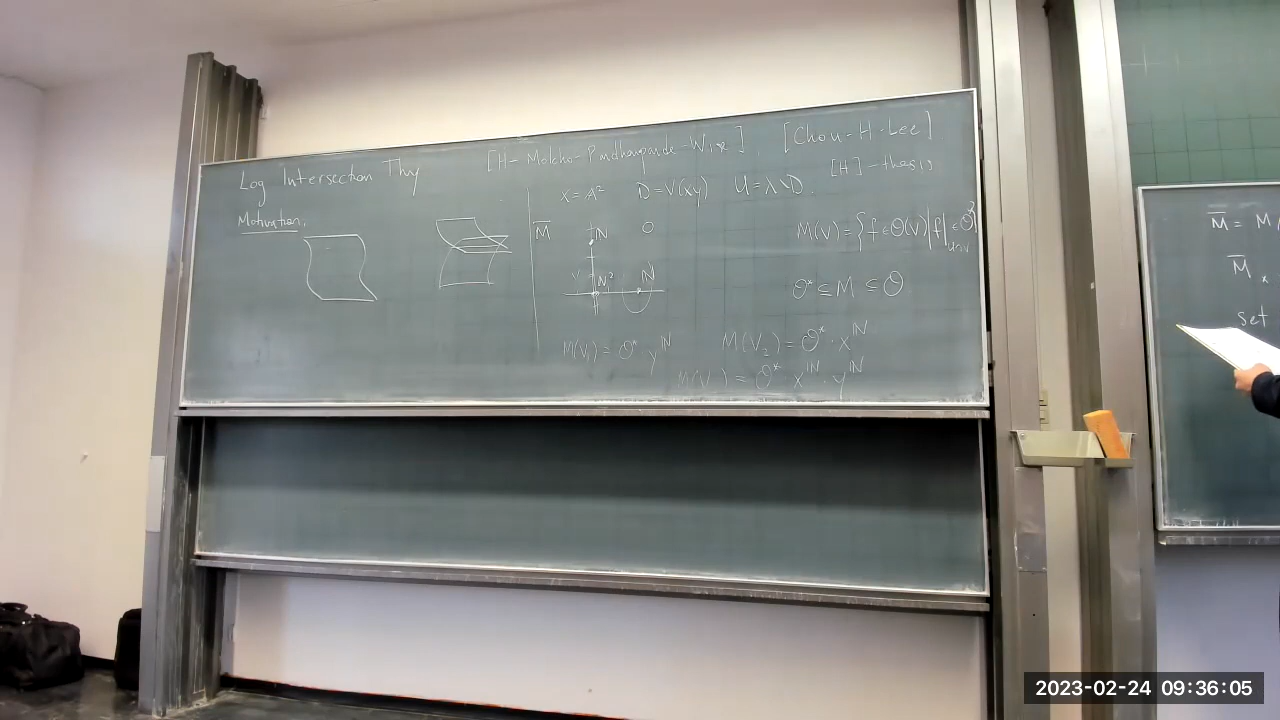 Log Intersection Thy [H-Molcho-Pandharipande-Wise], [Chou-H-Lee]
[H]-thesis
Motivation.
X = A² D = V(xy) U = X \ D.
M̅ ℕ 0
M(V) = {f ∈ O(V) | f|_{U∩V} ∈ O*}
V ℕ² ℕ
O* ⊆ M ⊆ O
M(V₁) = O* · y^ℕ M(V₂) = O* · x^ℕ
M(V) = O* x^ℕ · y^ℕ
M̅ = M
M̅ₓ
set
2023-02-24 09:36:05